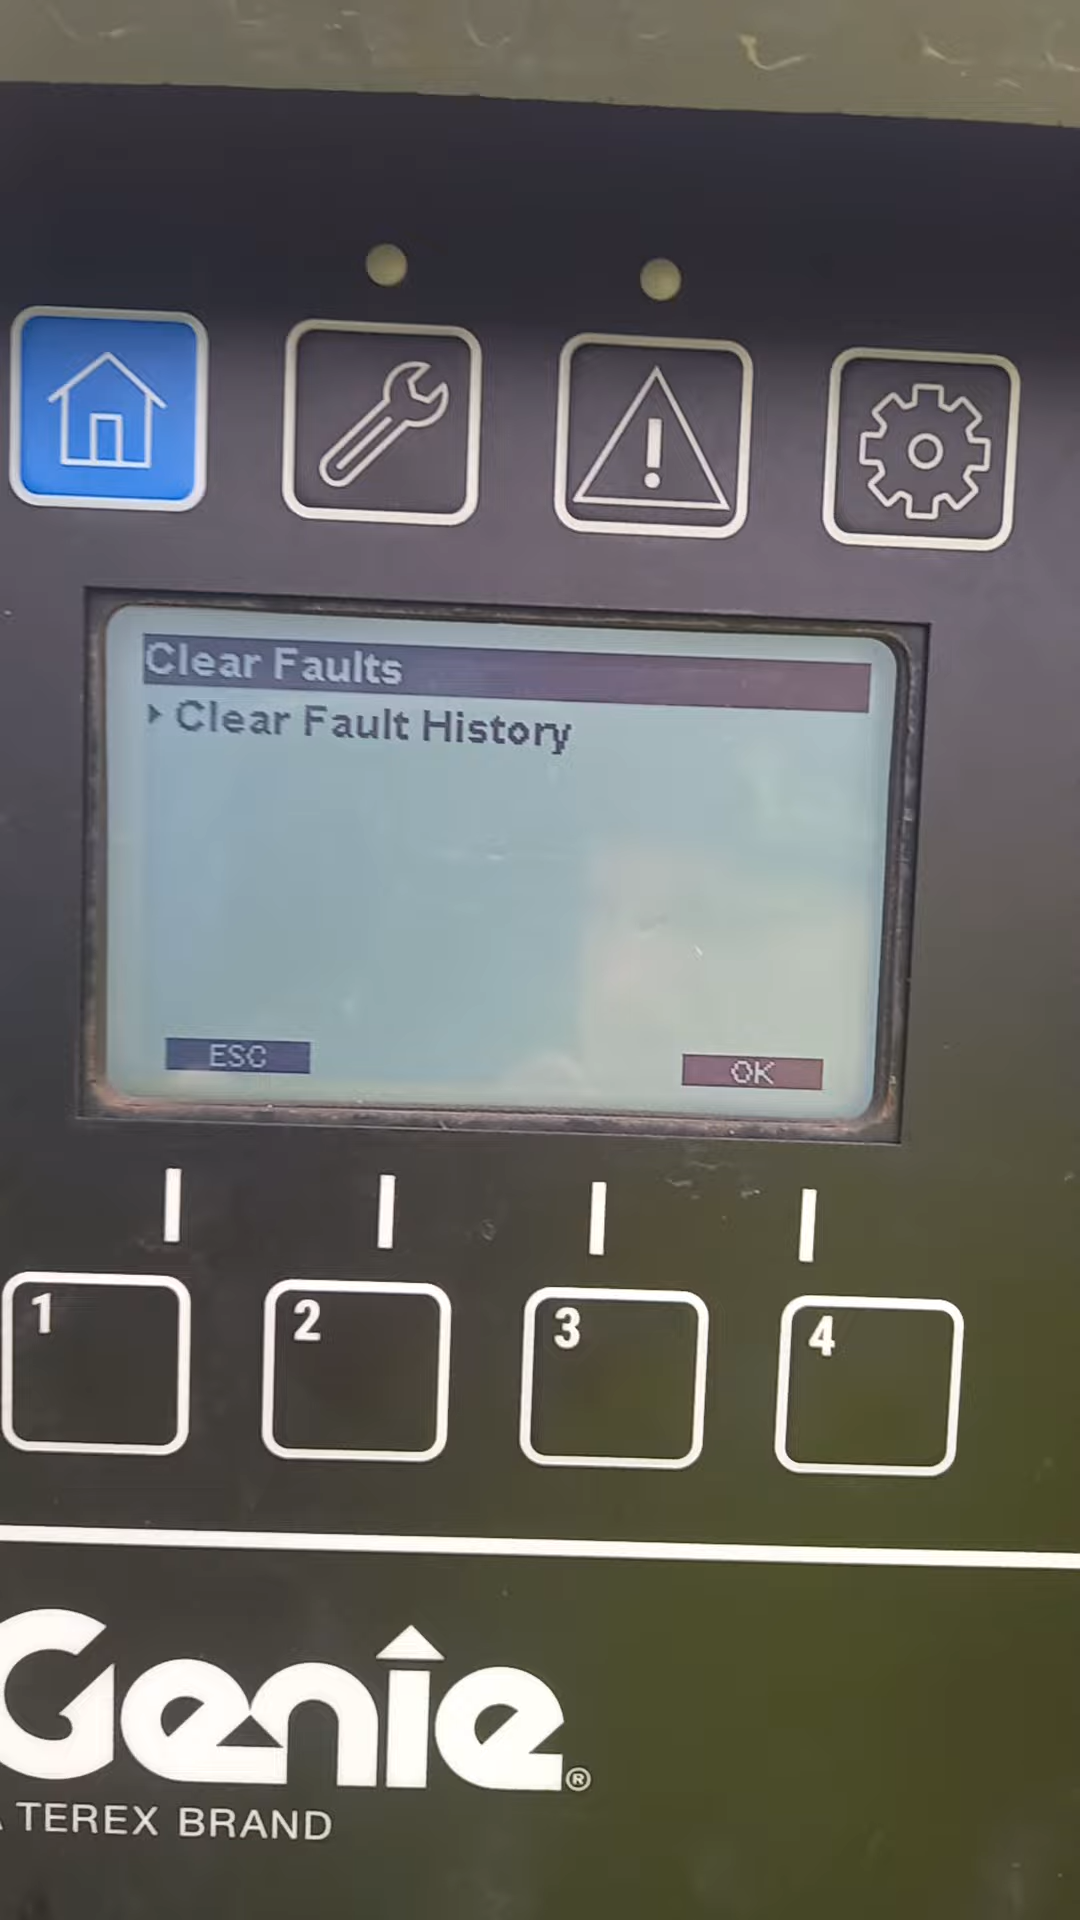 Clear Faults
Clear Fault History
ESC
OK
1
2
3
4
Genie®
A TEREX BRAND